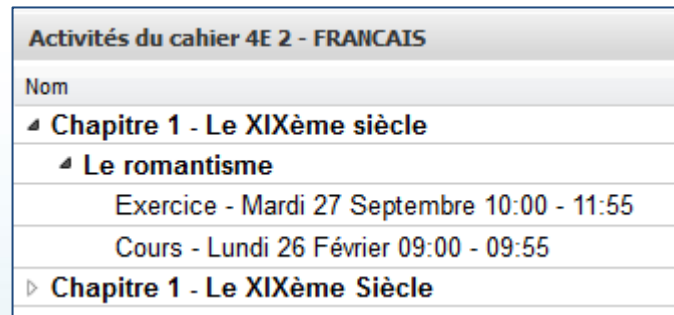 Activités du cahier 4E 2 - FRANCAIS
Nom
Chapitre 1 - Le XIXème siècle
Le romantisme
Exercice - Mardi 27 Septembre 10:00 - 11:55
Cours - Lundi 26 Février 09:00 - 09:55
Chapitre 1 - Le XIXème Siècle